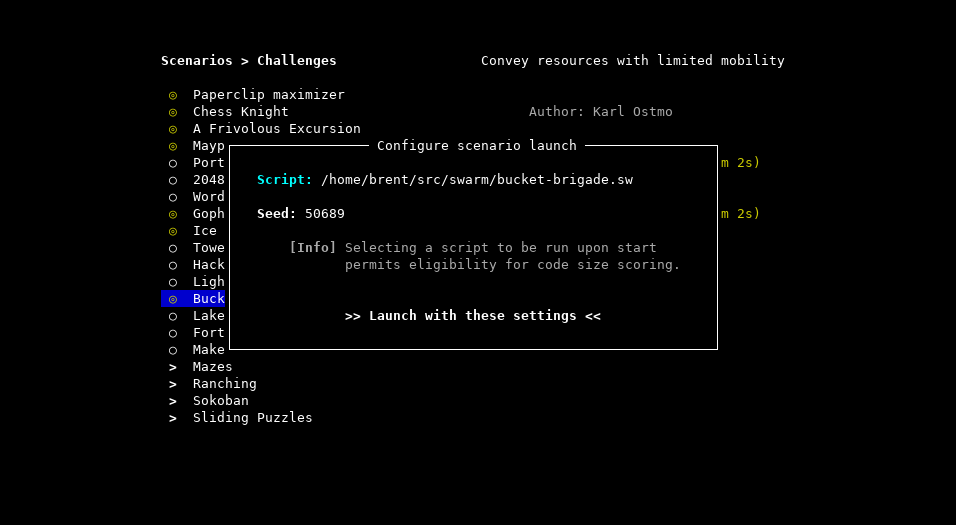 Scenarios > Challenges Convey resources with limited mobility
◎ Paperclip maximizer
◎ Chess Knight Author: Karl Ostmo
◎ A Frivolous Excursion
◎ Mayp Configure scenario launch
○ Port m 2s)
○ 2048 Script: /home/brent/src/swarm/bucket-brigade.sw
○ Word
◎ Goph Seed: 50689 m 2s)
◎ Ice
○ Towe [Info] Selecting a script to be run upon start
○ Hack permits eligibility for code size scoring.
○ Ligh
◎ Buck
○ Lake >> Launch with these settings <<
○ Fort
○ Make
> Mazes
> Ranching
> Sokoban
> Sliding Puzzles